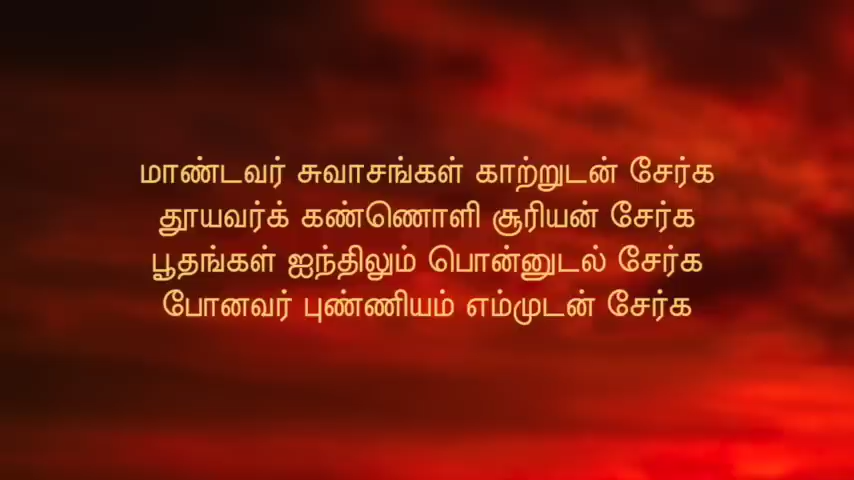 மாண்டவர் சுவாசங்கள் காற்றுடன் சேர்க
தூயவர்க் கண்ணொளி சூரியன் சேர்க
பூதங்கள் ஐந்திலும் பொன்னுடல் சேர்க
போனவர் புண்ணியம் எம்முடன் சேர்க